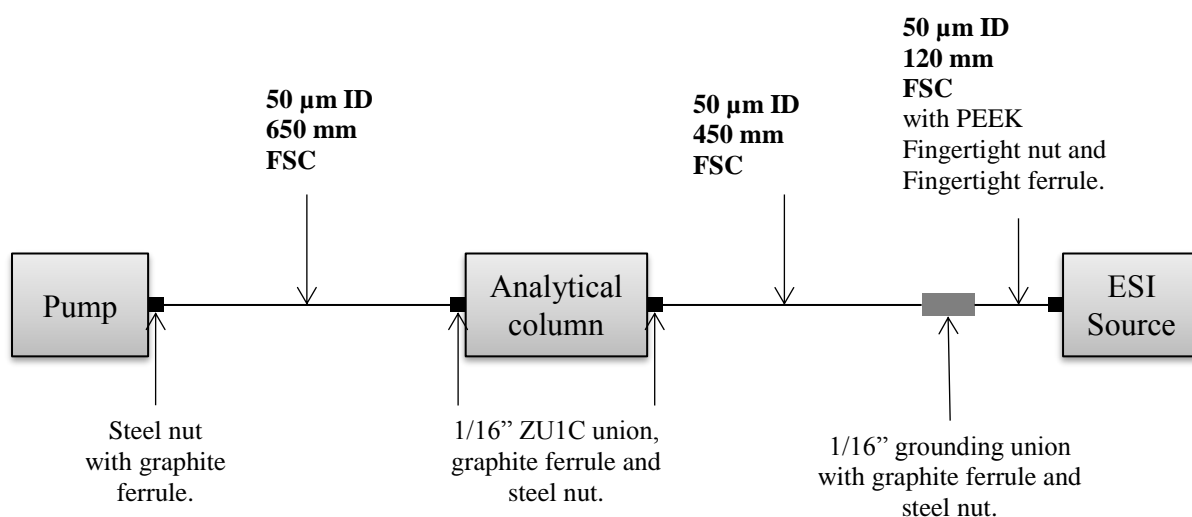 50 µm ID
650 mm
FSC
50 µm ID
450 mm
FSC
50 µm ID
120 mm
FSC
with PEEK
Fingertight nut and
Fingertight ferrule.
Pump
Analytical
column
ESI
Source
Steel nut
with graphite
ferrule.
1/16” ZU1C union,
graphite ferrule and
steel nut.
1/16” grounding union
with graphite ferrule and
steel nut.